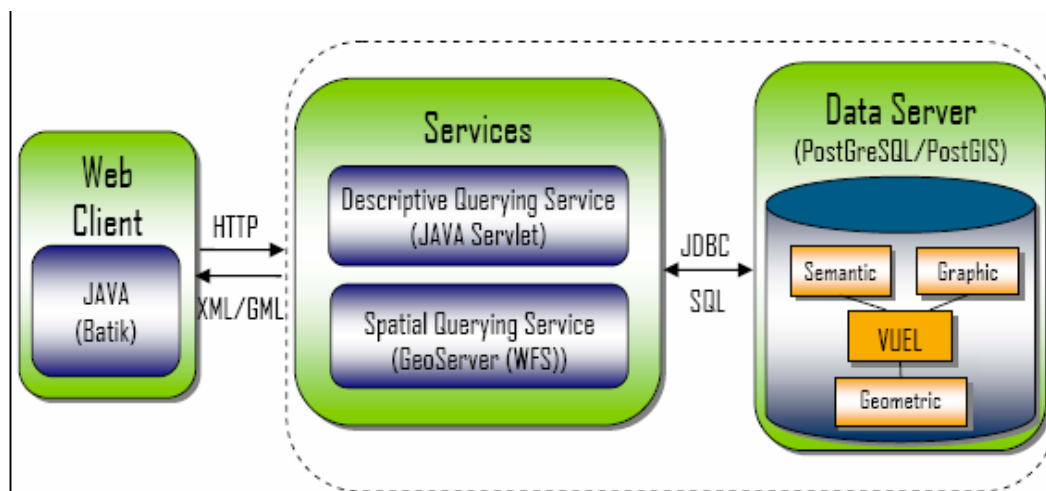 Web
Client
JAVA
(Batik)
HTTP
XML/GML
Services
Descriptive Querying Service
(JAVA Servlet)
Spatial Querying Service
(GeoServer (WFS))
JDBC
SQL
Data Server
(PostGreSQL/PostGIS)
Semantic
Graphic
VUEL
Geometric